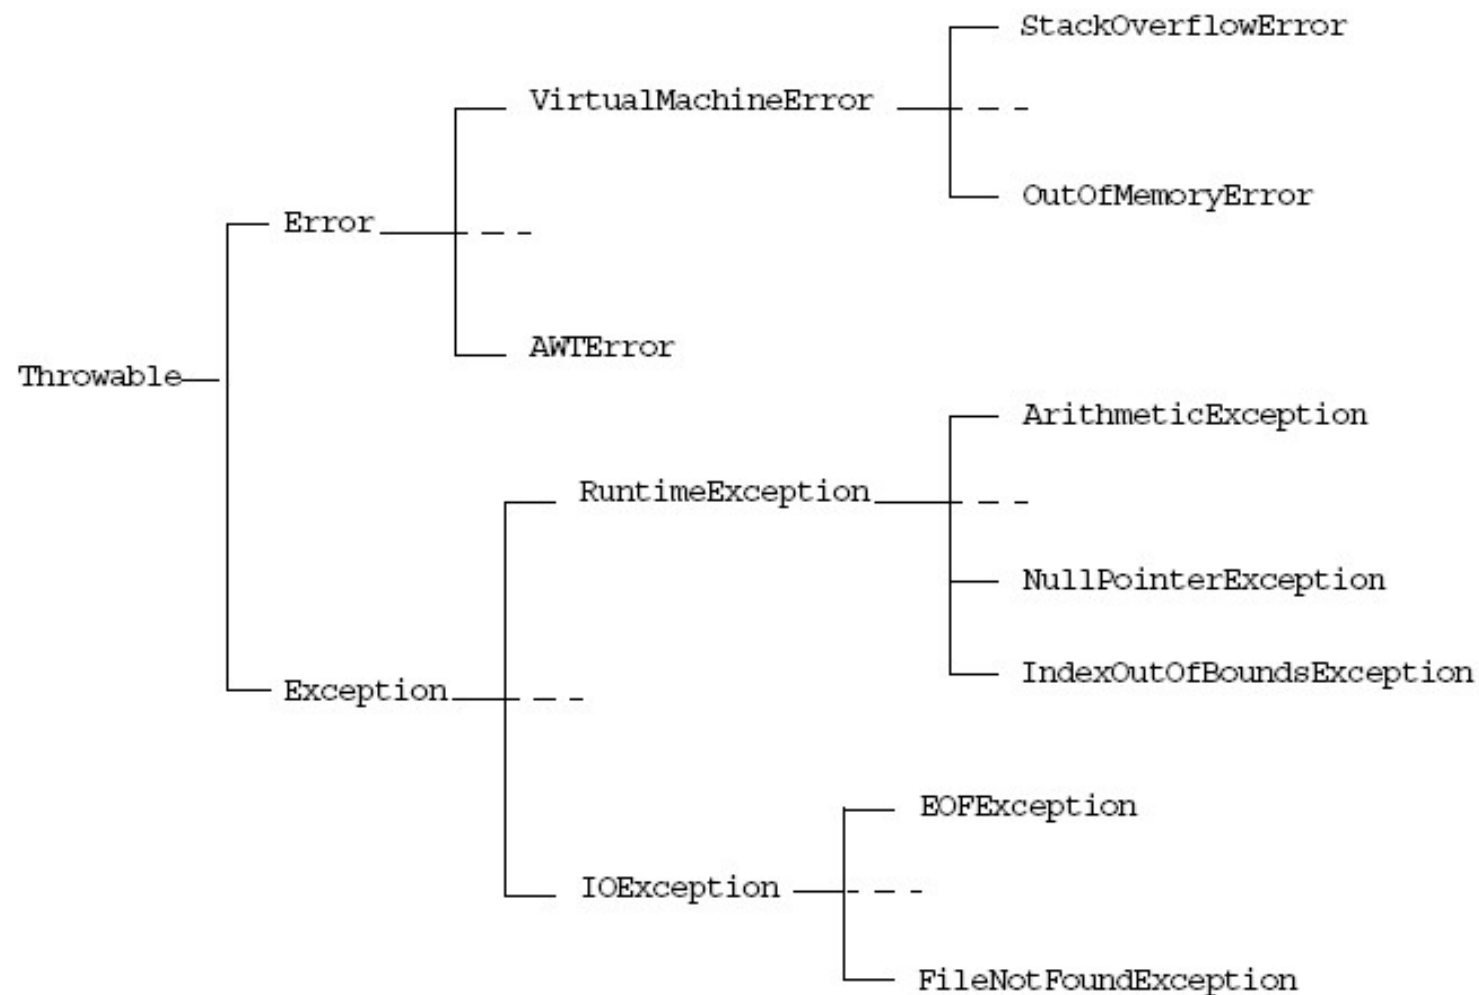 StackOverflowError
VirtualMachineError
OutOfMemoryError
Error
AWTError
Throwable
ArithmeticException
RuntimeException
NullPointerException
IndexOutOfBoundsException
Exception
EOFException
IOException
FileNotFoundException